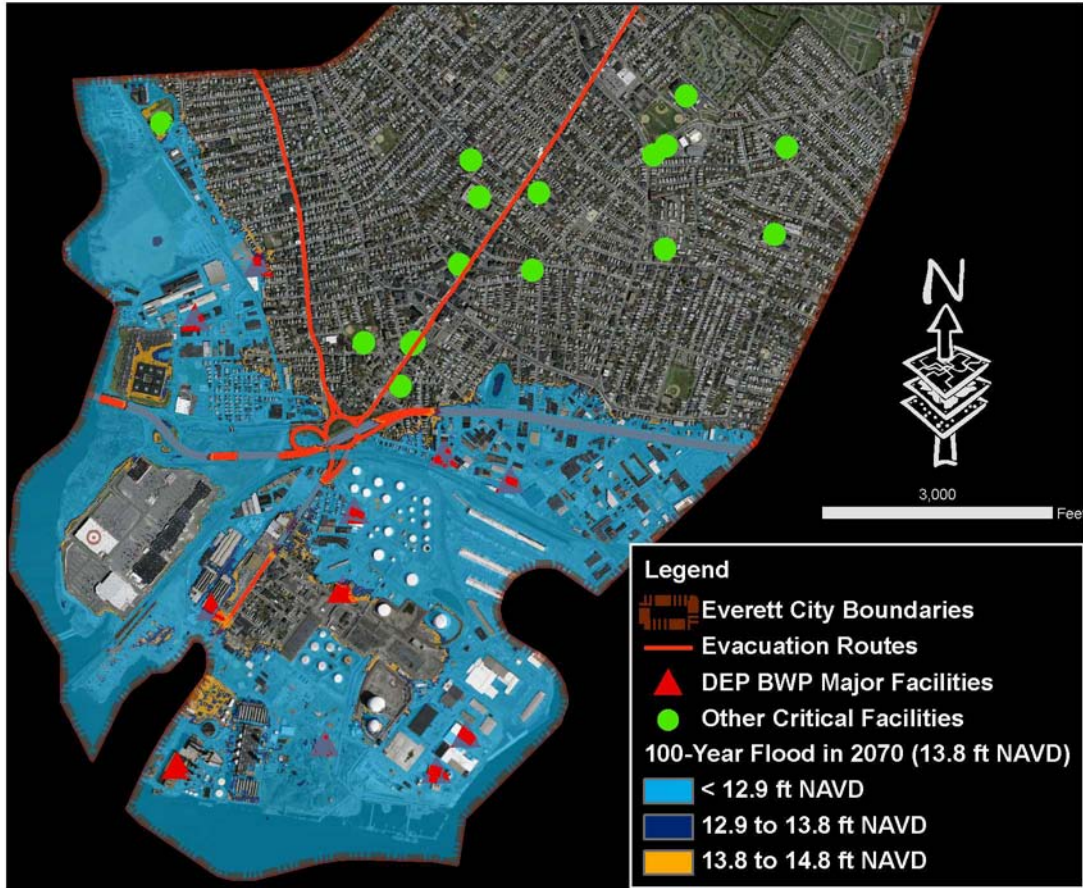 N
3,000
Feet
Legend
Everett City Boundaries
Evacuation Routes
DEP BWP Major Facilities
Other Critical Facilities
100-Year Flood in 2070 (13.8 ft NAVD)
< 12.9 ft NAVD
12.9 to 13.8 ft NAVD
13.8 to 14.8 ft NAVD